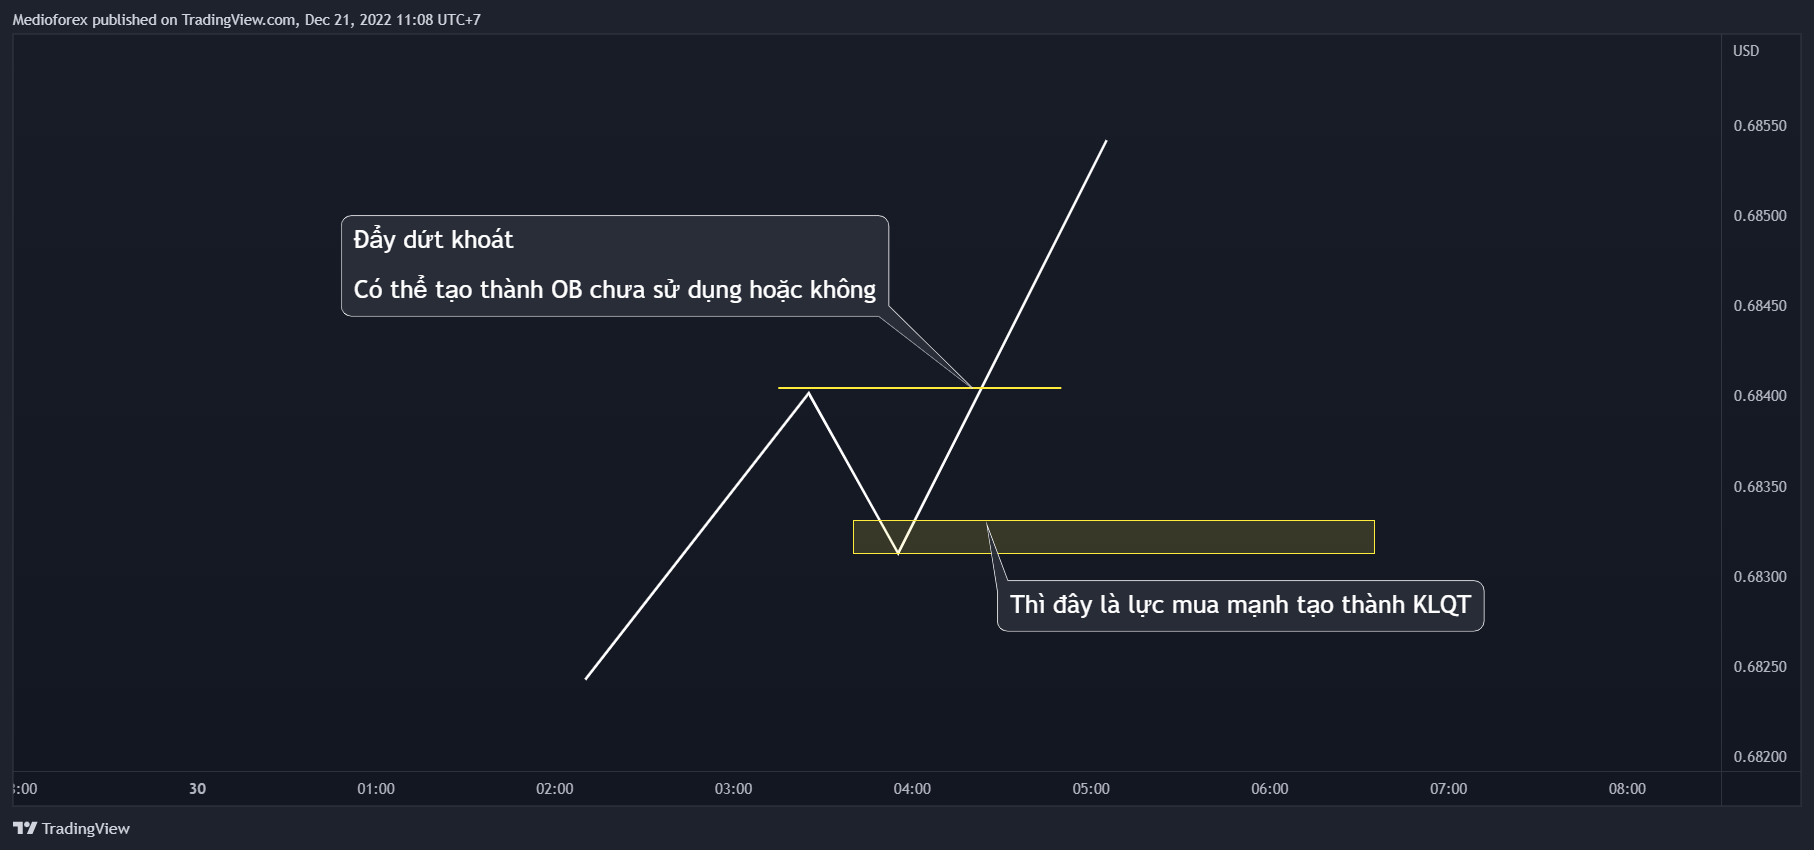 Medioforex published on TradingView.com, Dec 21, 2022 11:08 UTC+7
USD
0.68550
Đẩy dứt khoát
0.68500
Có thể tạo thành OB chưa sử dụng hoặc không
0.68450
0.68400
0.68350
0.68300
Thì đây là lực mua mạnh tạo thành KLQT
0.68250
0.68200
:00 30 01:00 02:00 03:00 04:00 05:00 06:00 07:00 08:00
TradingView